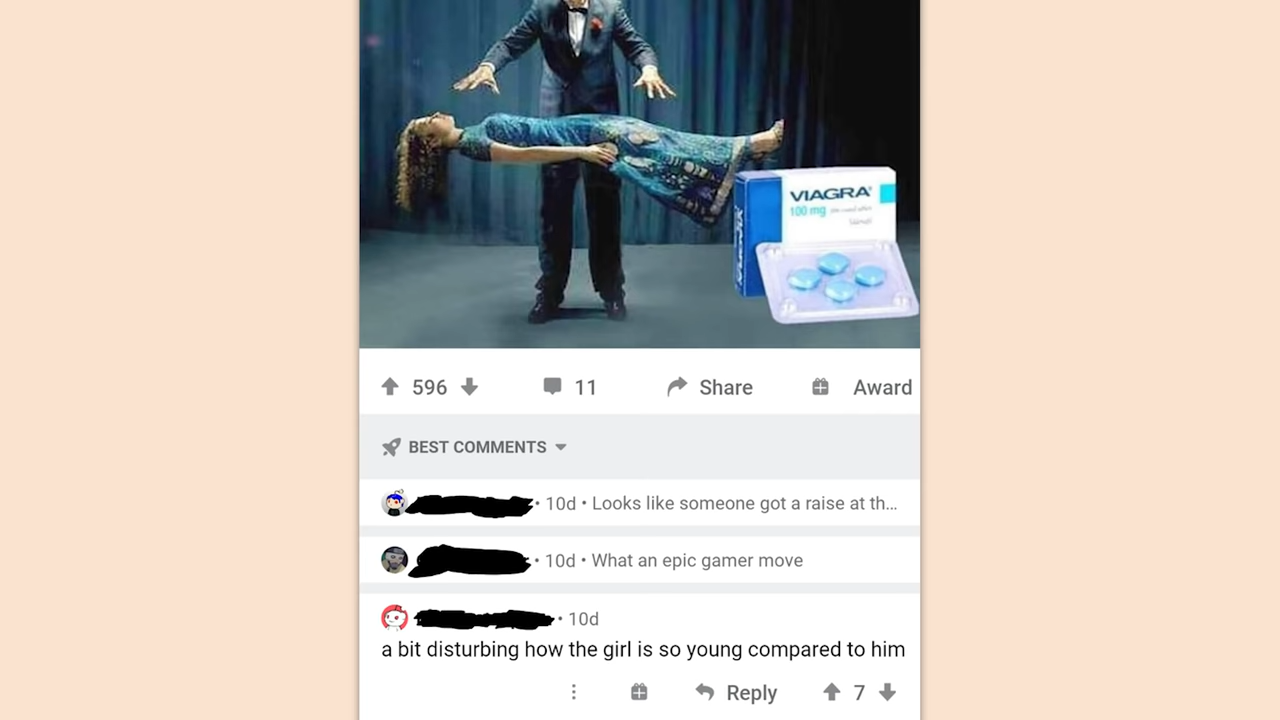 VIAGRA
100 mg
VIAGRA
596
11
Share
Award
BEST COMMENTS
• 10d • Looks like someone got a raise at th...
• 10d • What an epic gamer move
• 10d
a bit disturbing how the girl is so young compared to him
Reply
7